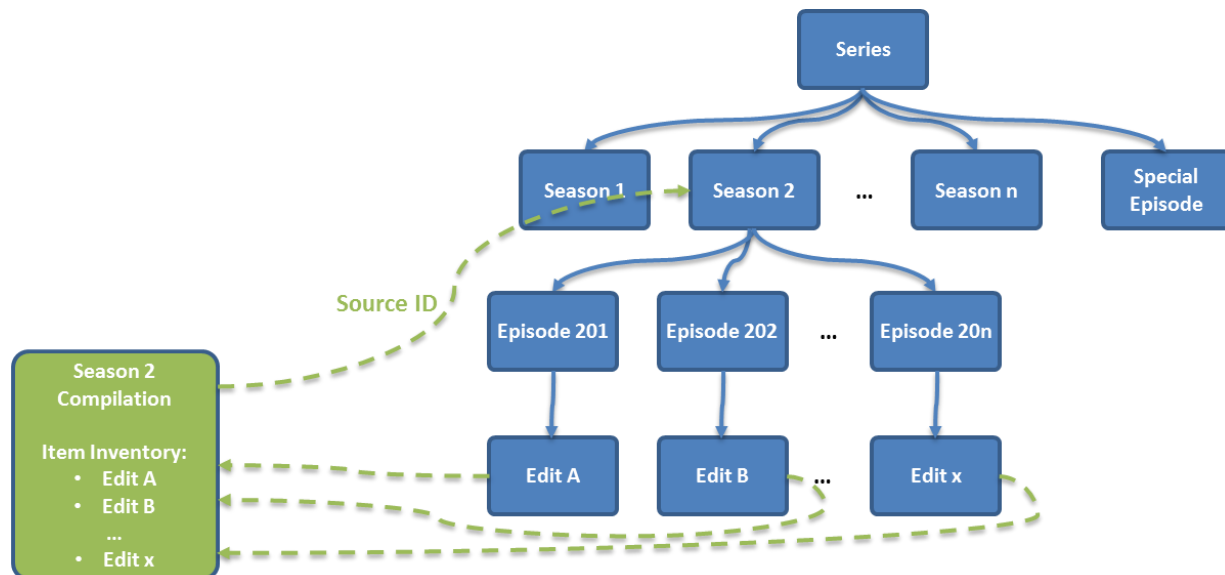 Series
Season 1
Season 2
...
Season n
Special
Episode
Source ID
Episode 201
Episode 202
...
Episode 20n
Season 2
Compilation
Item Inventory:
• Edit A
• Edit B
...
• Edit x
Edit A
Edit B
...
Edit x